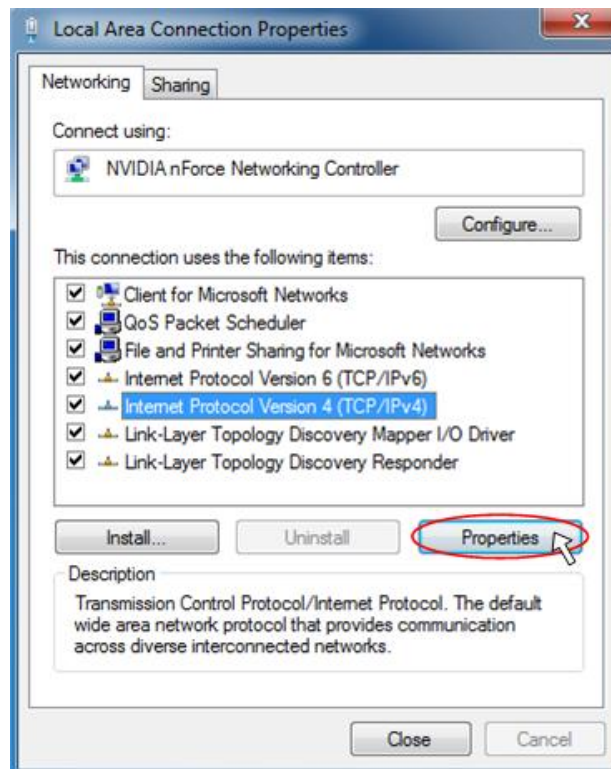 Local Area Connection Properties
Networking
Sharing
Connect using:
NVIDIA nForce Networking Controller
Configure...
This connection uses the following items:
Client for Microsoft Networks
QoS Packet Scheduler
File and Printer Sharing for Microsoft Networks
Internet Protocol Version 6 (TCP/IPv6)
Internet Protocol Version 4 (TCP/IPv4)
Link-Layer Topology Discovery Mapper I/O Driver
Link-Layer Topology Discovery Responder
Install...
Uninstall
Properties
Description
Transmission Control Protocol/Internet Protocol. The default
wide area network protocol that provides communication
across diverse interconnected networks.
Close
Cancel